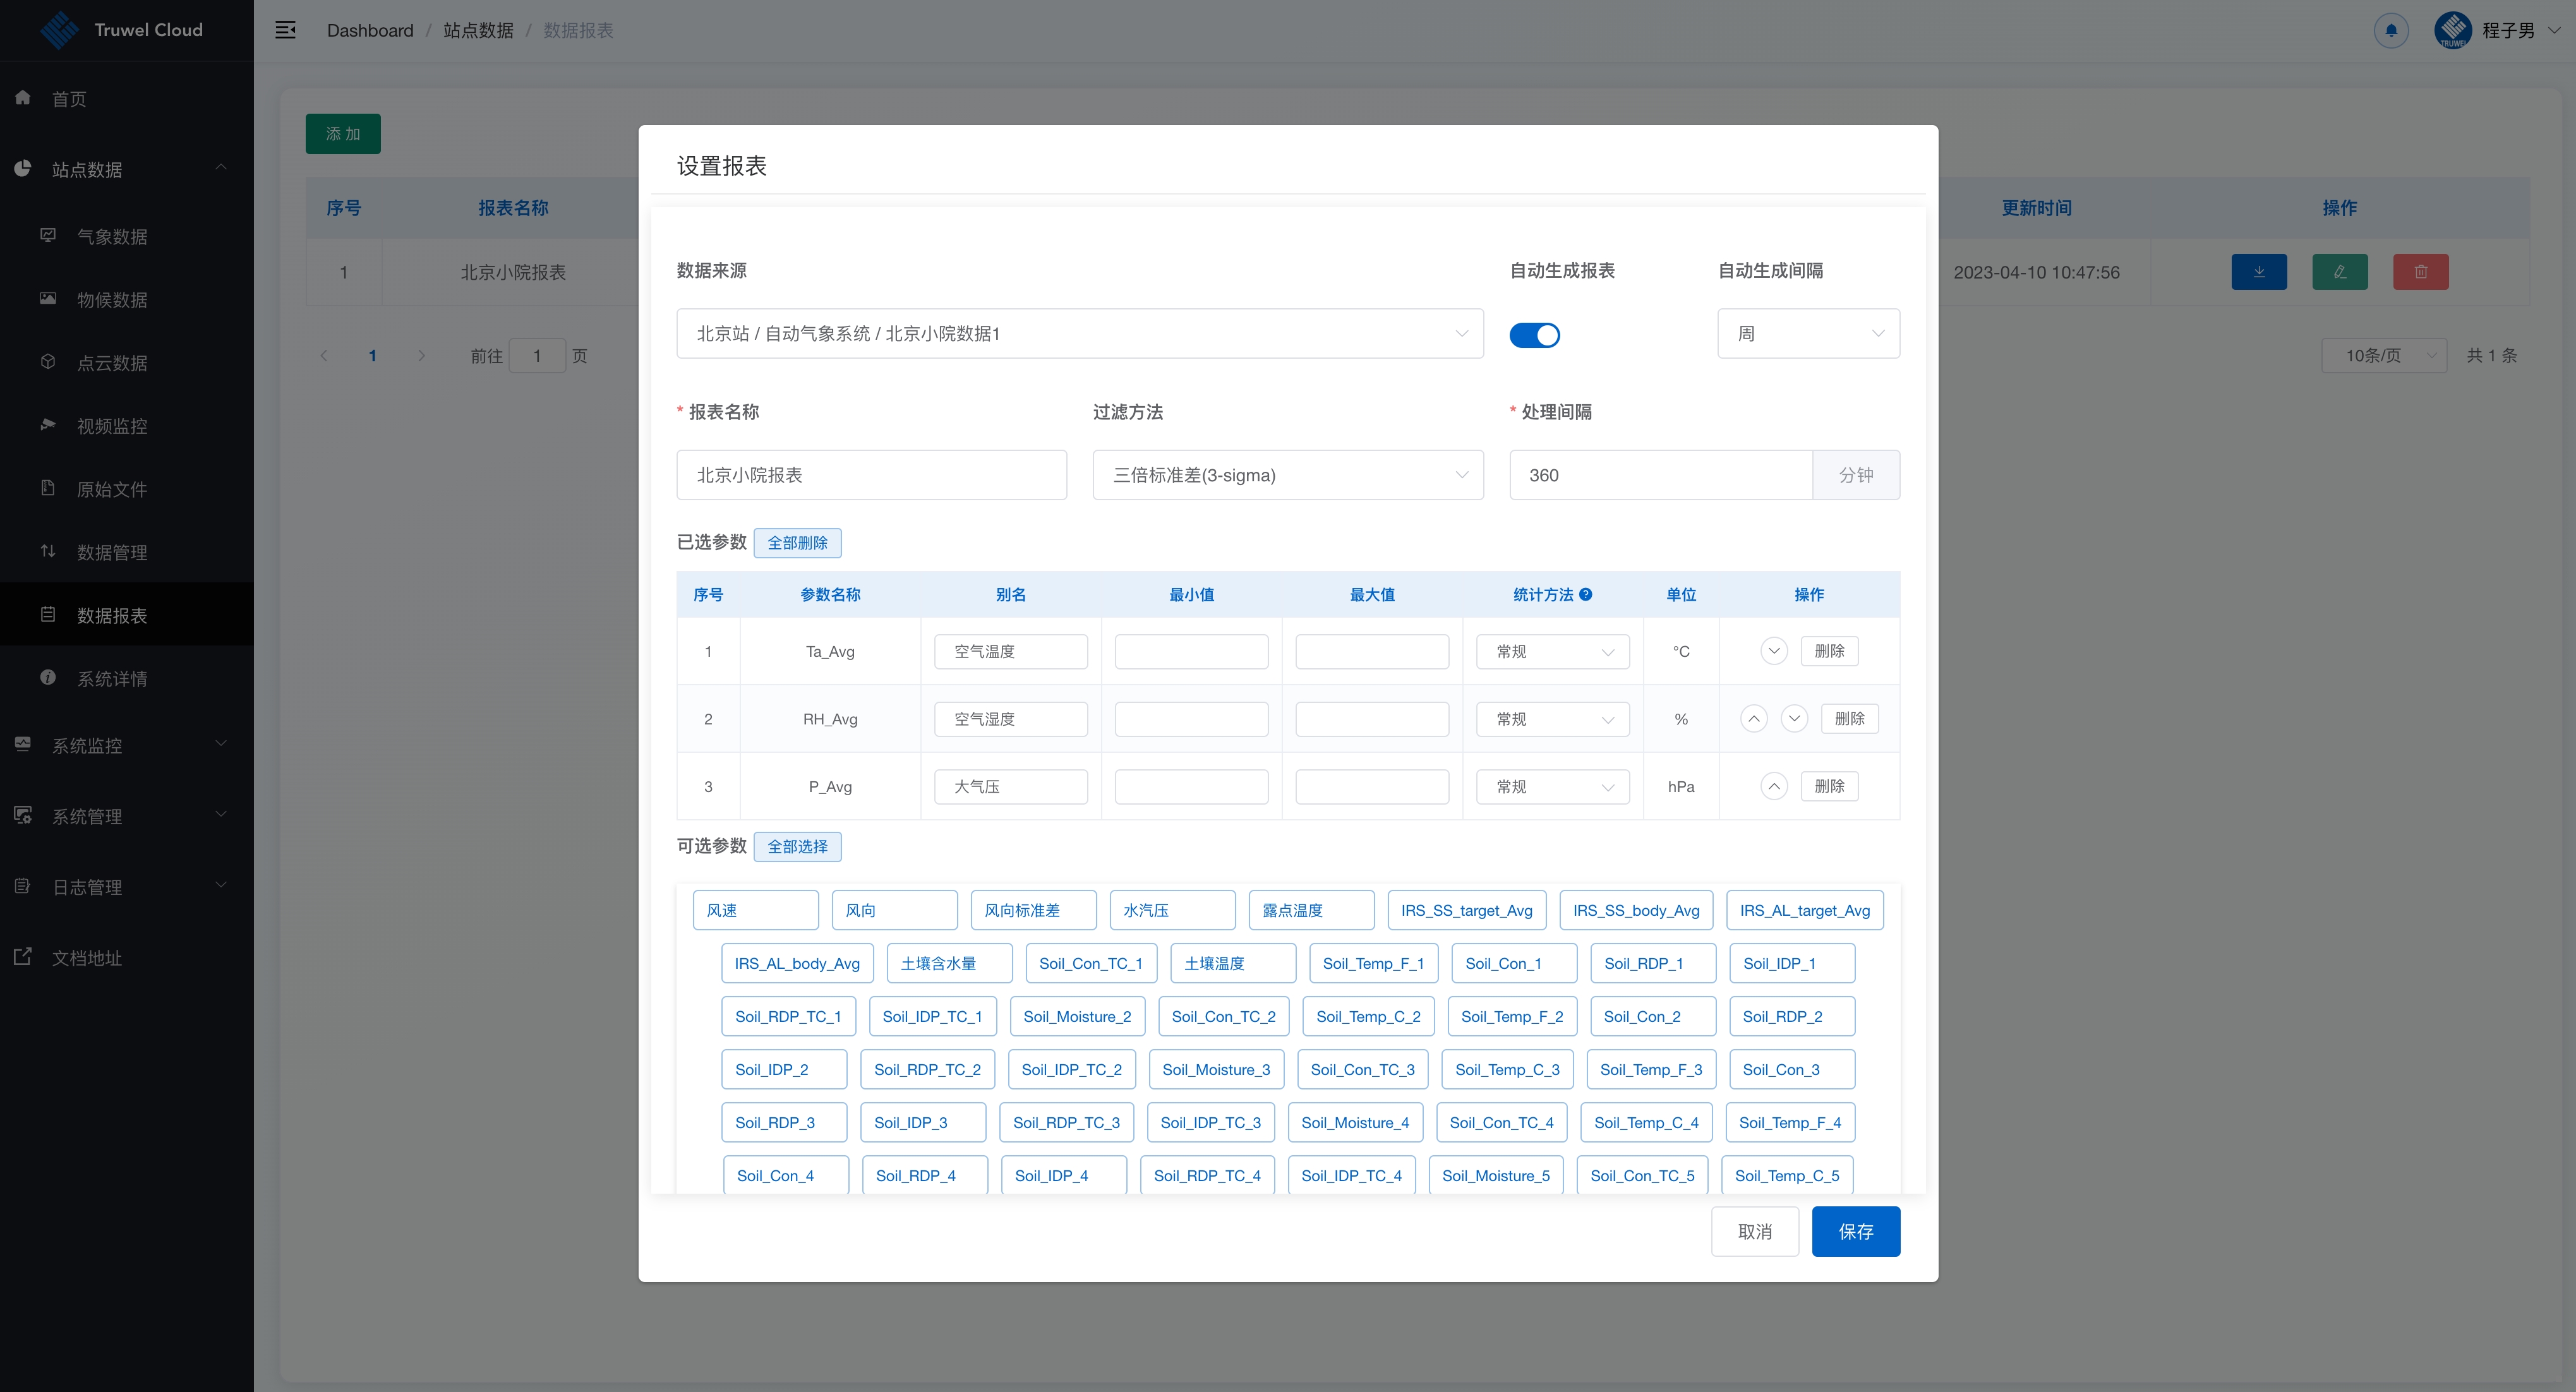 Truwel Cloud
首页
站点数据
气象数据
物候数据
点云数据
视频监控
原始文件
数据管理
数据报表
系统详情
系统监控
系统管理
日志管理
文档地址
Dashboard / 站点数据 / 数据报表
TRUWEL
程子男
添 加
序号 报表名称 更新时间 操作
1 北京小院报表 2023-04-10 10:47:56
1 前往 1 页 10条/页 共 1 条
设置报表
数据来源 自动生成报表 自动生成间隔
北京站 / 自动气象系统 / 北京小院数据1 周
* 报表名称 过滤方法 * 处理间隔
北京小院报表 三倍标准差(3-sigma) 360 分钟
已选参数 全部删除
序号 参数名称 别名 最小值 最大值 统计方法 ? 单位 操作
1 Ta_Avg 空气温度 常规 °C 删除
2 RH_Avg 空气湿度 常规 % 删除
3 P_Avg 大气压 常规 hPa 删除
可选参数 全部选择
风速 风向 风向标准差 水汽压 露点温度 IRS_SS_target_Avg IRS_SS_body_Avg IRS_AL_target_Avg
IRS_AL_body_Avg 土壤含水量 Soil_Con_TC_1 土壤温度 Soil_Temp_F_1 Soil_Con_1 Soil_RDP_1 Soil_IDP_1
Soil_RDP_TC_1 Soil_IDP_TC_1 Soil_Moisture_2 Soil_Con_TC_2 Soil_Temp_C_2 Soil_Temp_F_2 Soil_Con_2 Soil_RDP_2
Soil_IDP_2 Soil_RDP_TC_2 Soil_IDP_TC_2 Soil_Moisture_3 Soil_Con_TC_3 Soil_Temp_C_3 Soil_Temp_F_3 Soil_Con_3
Soil_RDP_3 Soil_IDP_3 Soil_RDP_TC_3 Soil_IDP_TC_3 Soil_Moisture_4 Soil_Con_TC_4 Soil_Temp_C_4 Soil_Temp_F_4
Soil_Con_4 Soil_RDP_4 Soil_IDP_4 Soil_RDP_TC_4 Soil_IDP_TC_4 Soil_Moisture_5 Soil_Con_TC_5 Soil_Temp_C_5
取消 保存